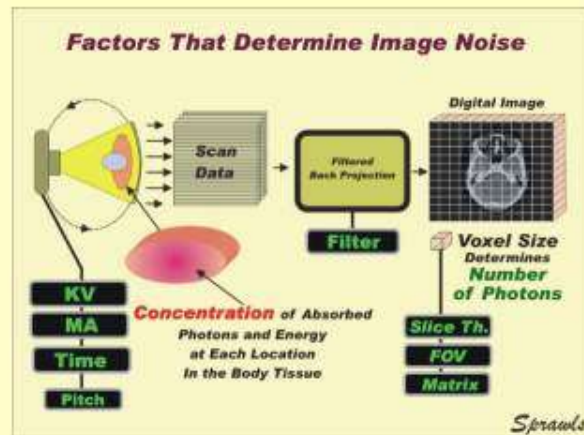 Factors That Determine Image Noise
Digital Image
Scan
Data
Filtered
Back Projection
Filter
Voxel Size
Determines
Number
of Photons
KV
MA
Time
Pitch
Concentration of Absorbed
Photons and Energy
at Each Location
In the Body Tissue
Slice Th.
FOV
Matrix
Sprawls